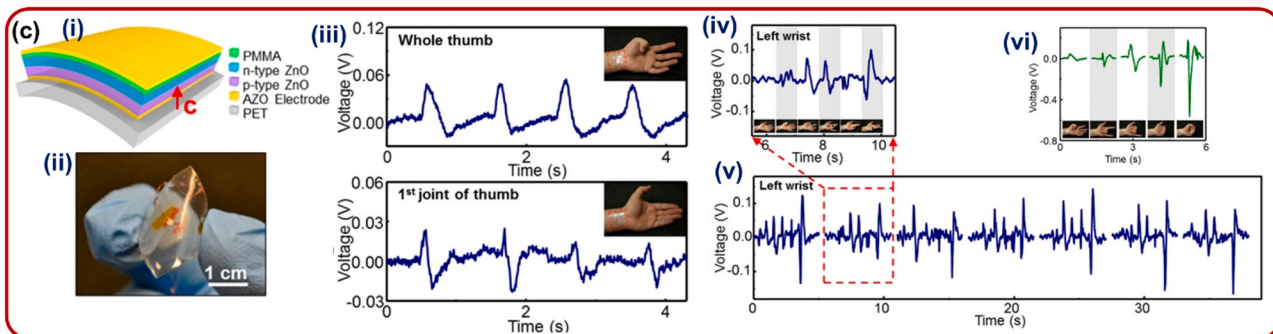 (c)
(i)
PMMA
n-type ZnO
p-type ZnO
AZO Electrode
PET
C
(ii)
1 cm
(iii)
Whole thumb
Voltage (V)
0.12
0.06
0.00
0 2 4
Time (s)
1st joint of thumb
Voltage (V)
0.06
0.03
0.00
-0.03
0 2 4
Time (s)
(iv)
Left wrist
Voltage (V)
0.1
0.0
-0.1
6 8 10
Time (s)
(vi)
Voltage (V)
0.0
-0.4
-0.8
0 3 6
Time (s)
(v)
Left wrist
Voltage (V)
0.1
0.0
-0.1
0 10 20 30
Time (s)